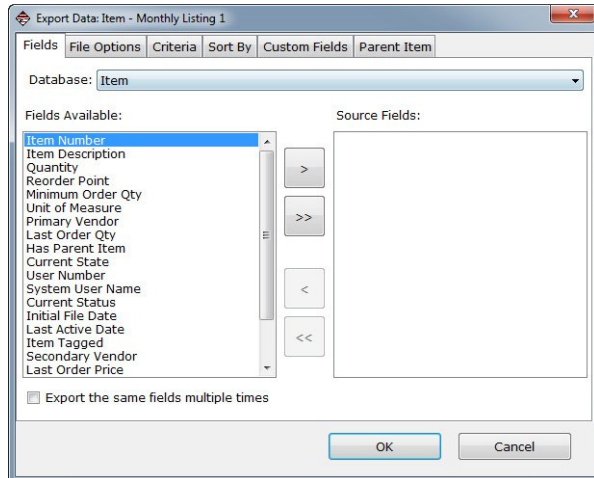 Export Data: Item - Monthly Listing 1
Fields File Options Criteria Sort By Custom Fields Parent Item
Database: Item
Fields Available: Source Fields:
Item Number
Item Description
Quantity
Reorder Point
Minimum Order Qty
Unit of Measure
Primary Vendor
Last Order Qty
Has Parent Item
Current State
User Number
System User Name
Current Status
Initial File Date
Last Active Date
Item Tagged
Secondary Vendor
Last Order Price
>
>>
<
<<
Export the same fields multiple times
OK Cancel